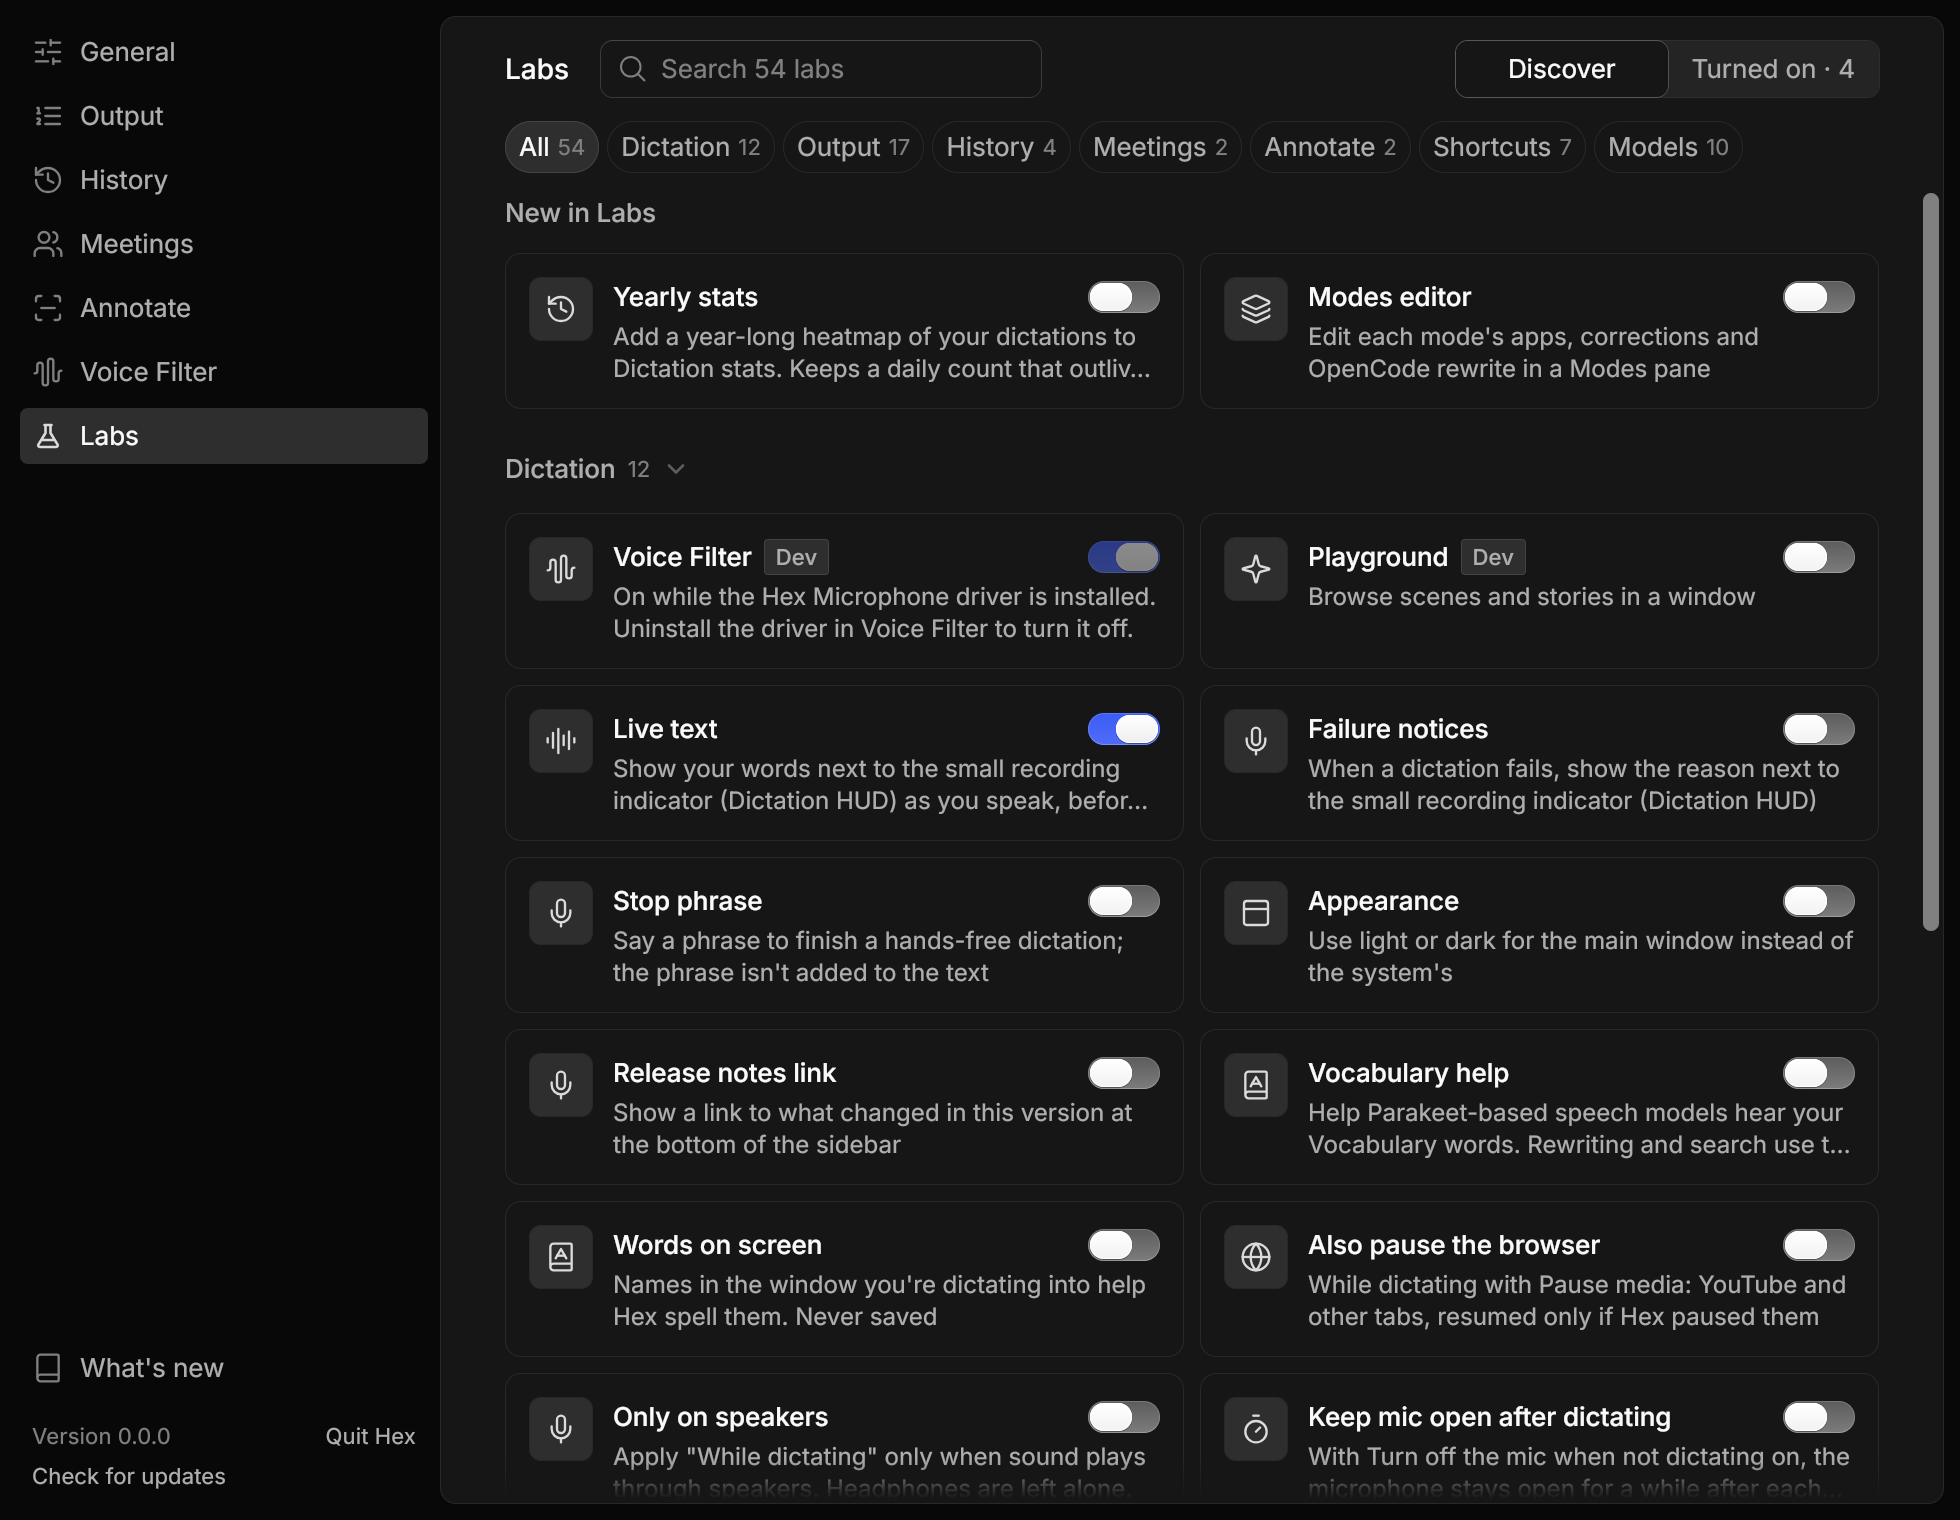 General
Output
History
Meetings
Annotate
Voice Filter
Labs
What's new
Version 0.0.0
Quit Hex
Check for updates
Labs
Search 54 labs
Discover
Turned on · 4
All 54
Dictation 12
Output 17
History 4
Meetings 2
Annotate 2
Shortcuts 7
Models 10
New in Labs
Yearly stats
Add a year-long heatmap of your dictations to
Dictation stats. Keeps a daily count that outliv...
Modes editor
Edit each mode's apps, corrections and
OpenCode rewrite in a Modes pane
Dictation 12
Voice Filter Dev
On while the Hex Microphone driver is installed.
Uninstall the driver in Voice Filter to turn it off.
Playground Dev
Browse scenes and stories in a window
Live text
Show your words next to the small recording
indicator (Dictation HUD) as you speak, befor...
Failure notices
When a dictation fails, show the reason next to
the small recording indicator (Dictation HUD)
Stop phrase
Say a phrase to finish a hands-free dictation;
the phrase isn't added to the text
Appearance
Use light or dark for the main window instead of
the system's
Release notes link
Show a link to what changed in this version at
the bottom of the sidebar
Vocabulary help
Help Parakeet-based speech models hear your
Vocabulary words. Rewriting and search use t...
Words on screen
Names in the window you're dictating into help
Hex spell them. Never saved
Also pause the browser
While dictating with Pause media: YouTube and
other tabs, resumed only if Hex paused them
Only on speakers
Apply "While dictating" only when sound plays
through speakers. Headphones are left alone.
Keep mic open after dictating
With Turn off the mic when not dictating on, the
microphone stays open for a while after each...